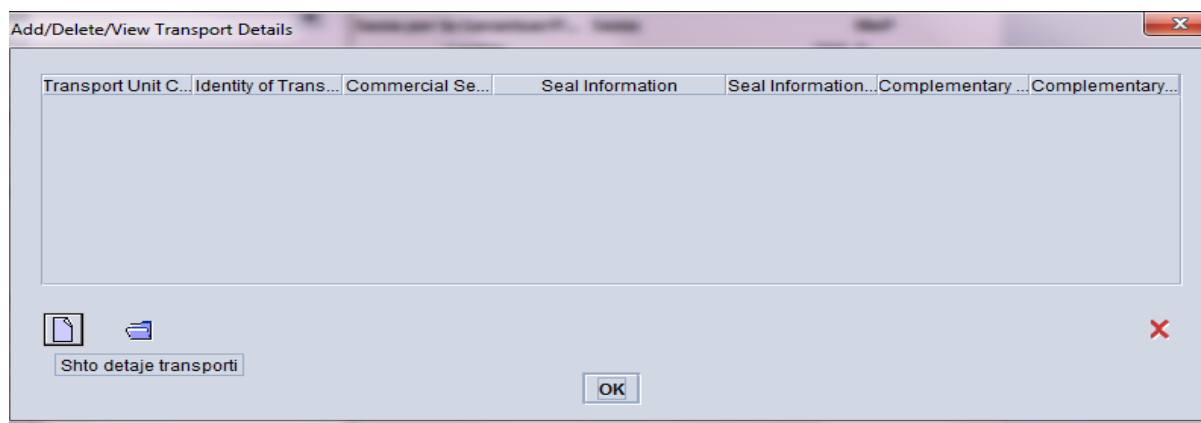 Add/Delete/View Transport Details
Transport Unit C... Identity of Trans... Commercial Se... Seal Information Seal Information... Complementary ... Complementary...
Shto detaje transporti
OK